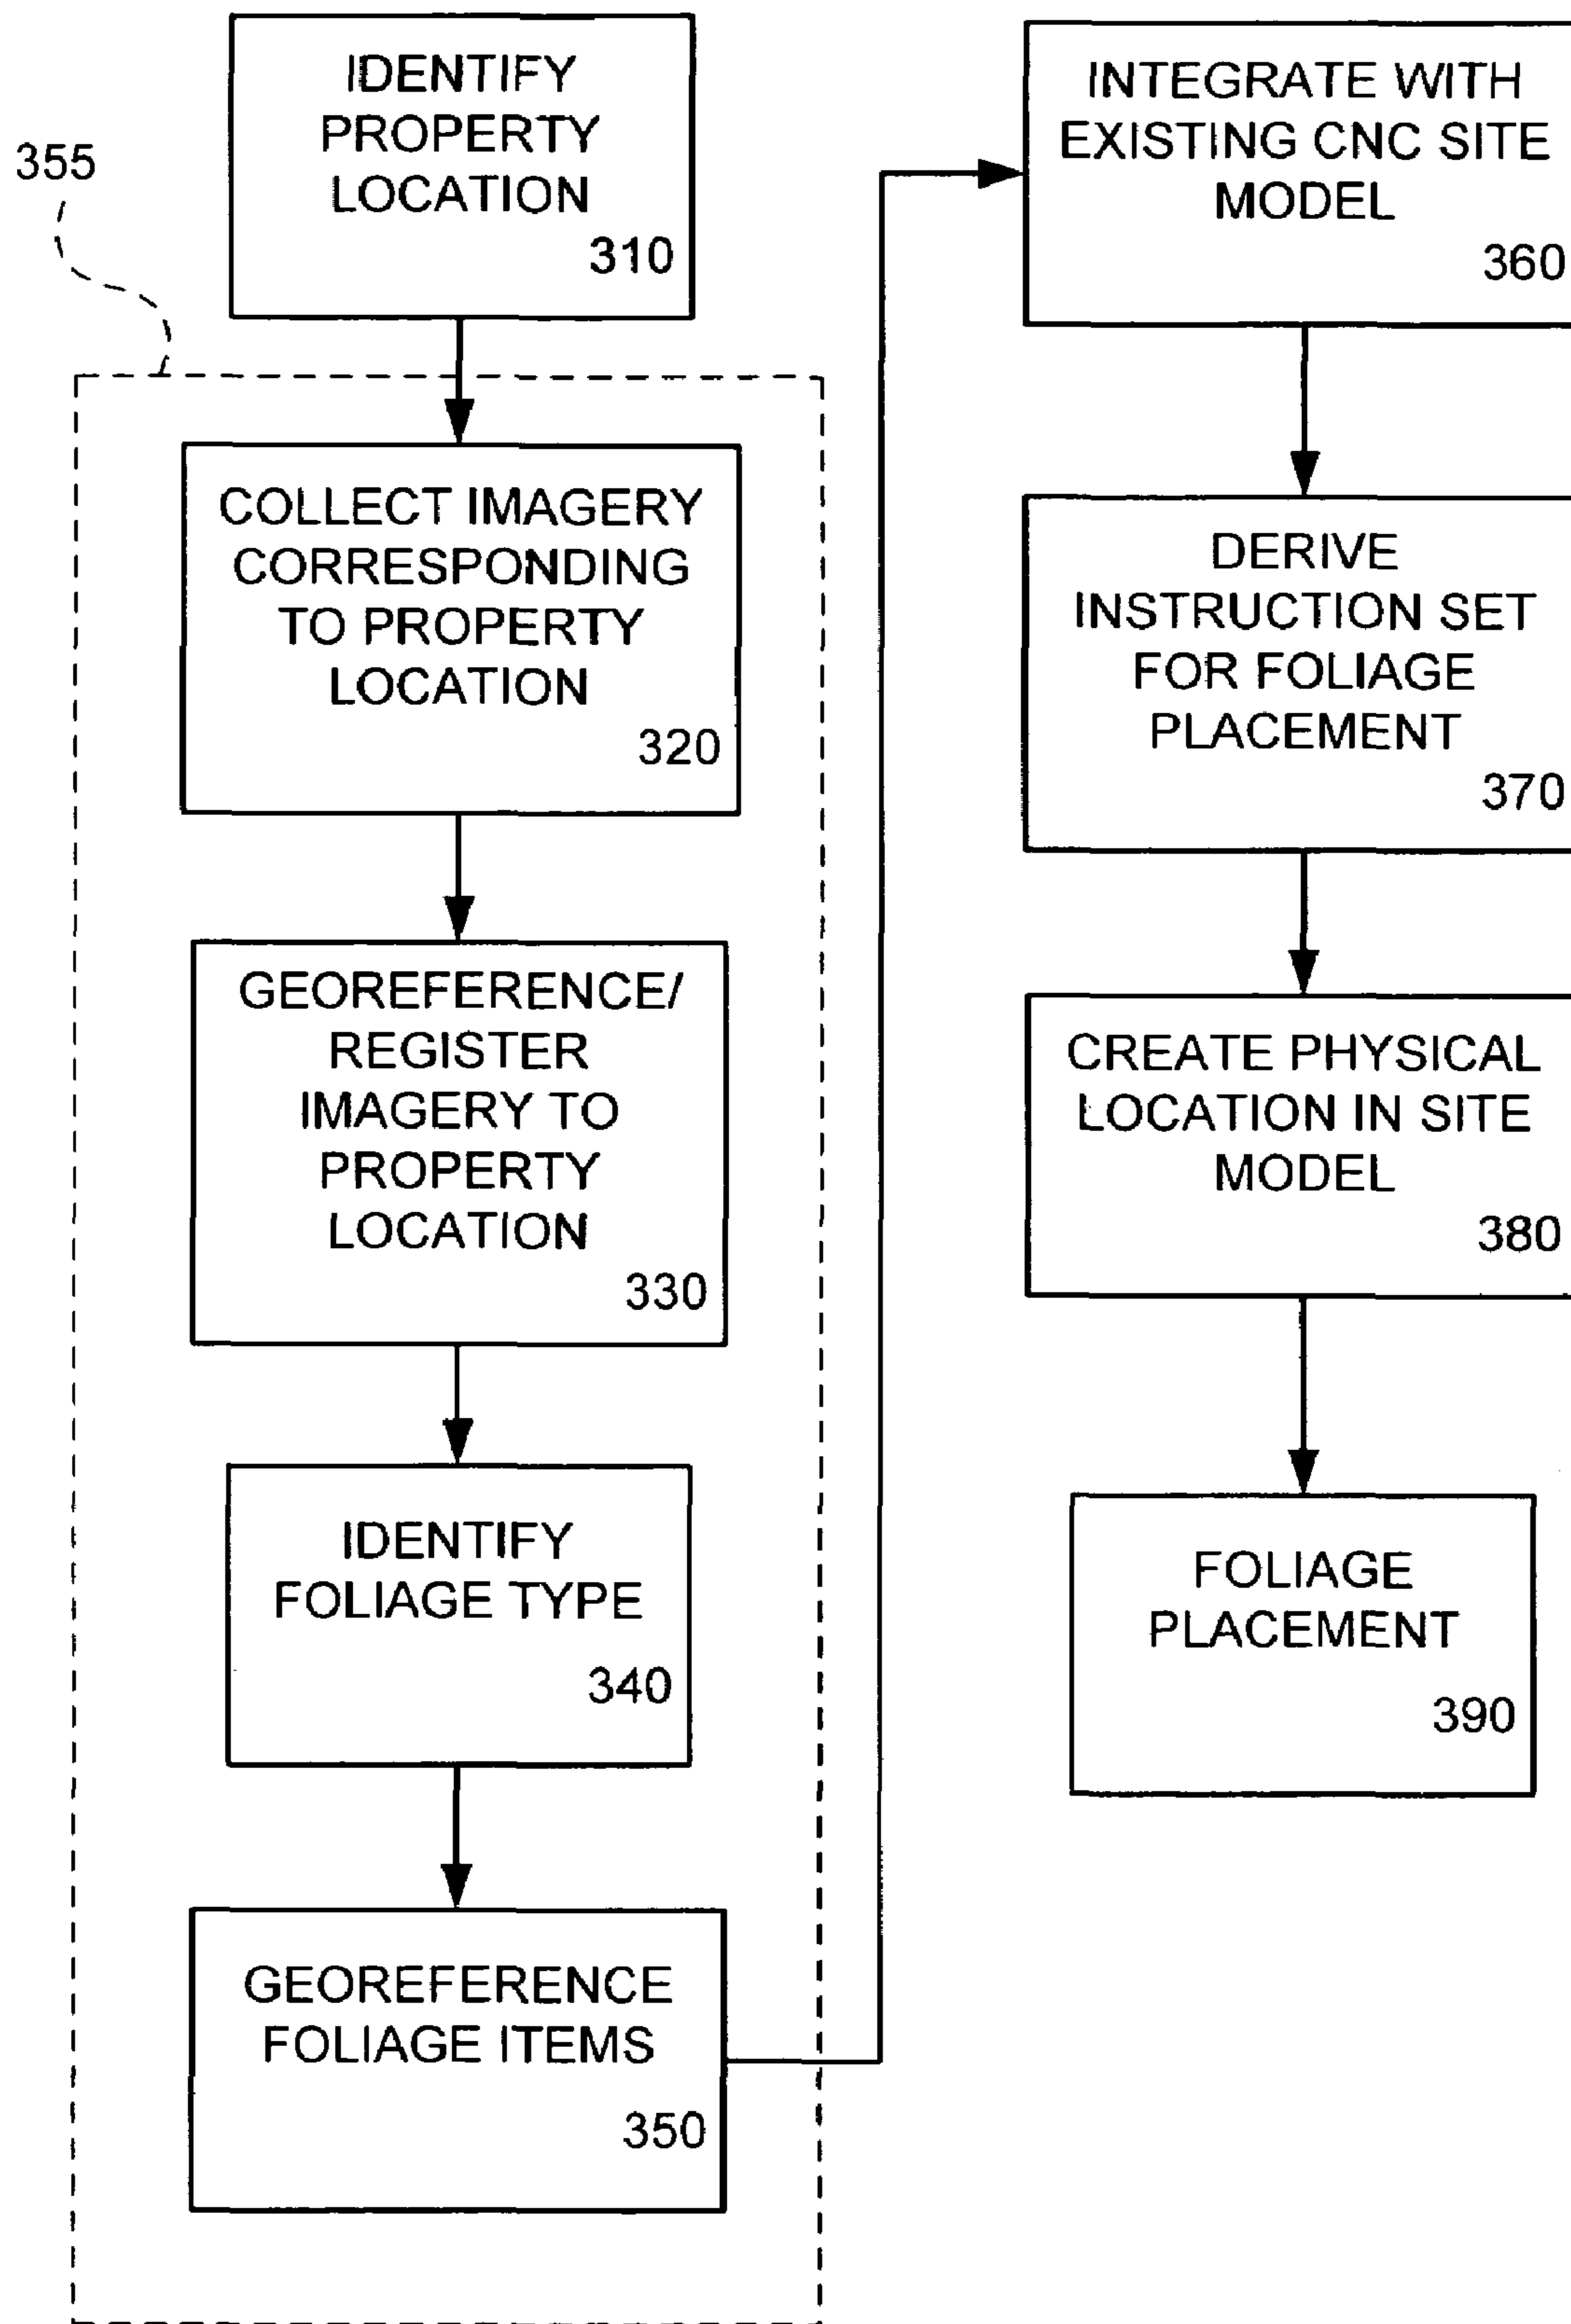 355
IDENTIFY
PROPERTY
LOCATION
310
COLLECT IMAGERY
CORRESPONDING
TO PROPERTY
LOCATION
320
GEOREFERENCE/
REGISTER
IMAGERY TO
PROPERTY
LOCATION
330
IDENTIFY
FOLIAGE TYPE
340
GEOREFERENCE
FOLIAGE ITEMS
350
INTEGRATE WITH
EXISTING CNC SITE
MODEL
360
DERIVE
INSTRUCTION SET
FOR FOLIAGE
PLACEMENT
370
CREATE PHYSICAL
LOCATION IN SITE
MODEL
380
FOLIAGE
PLACEMENT
390